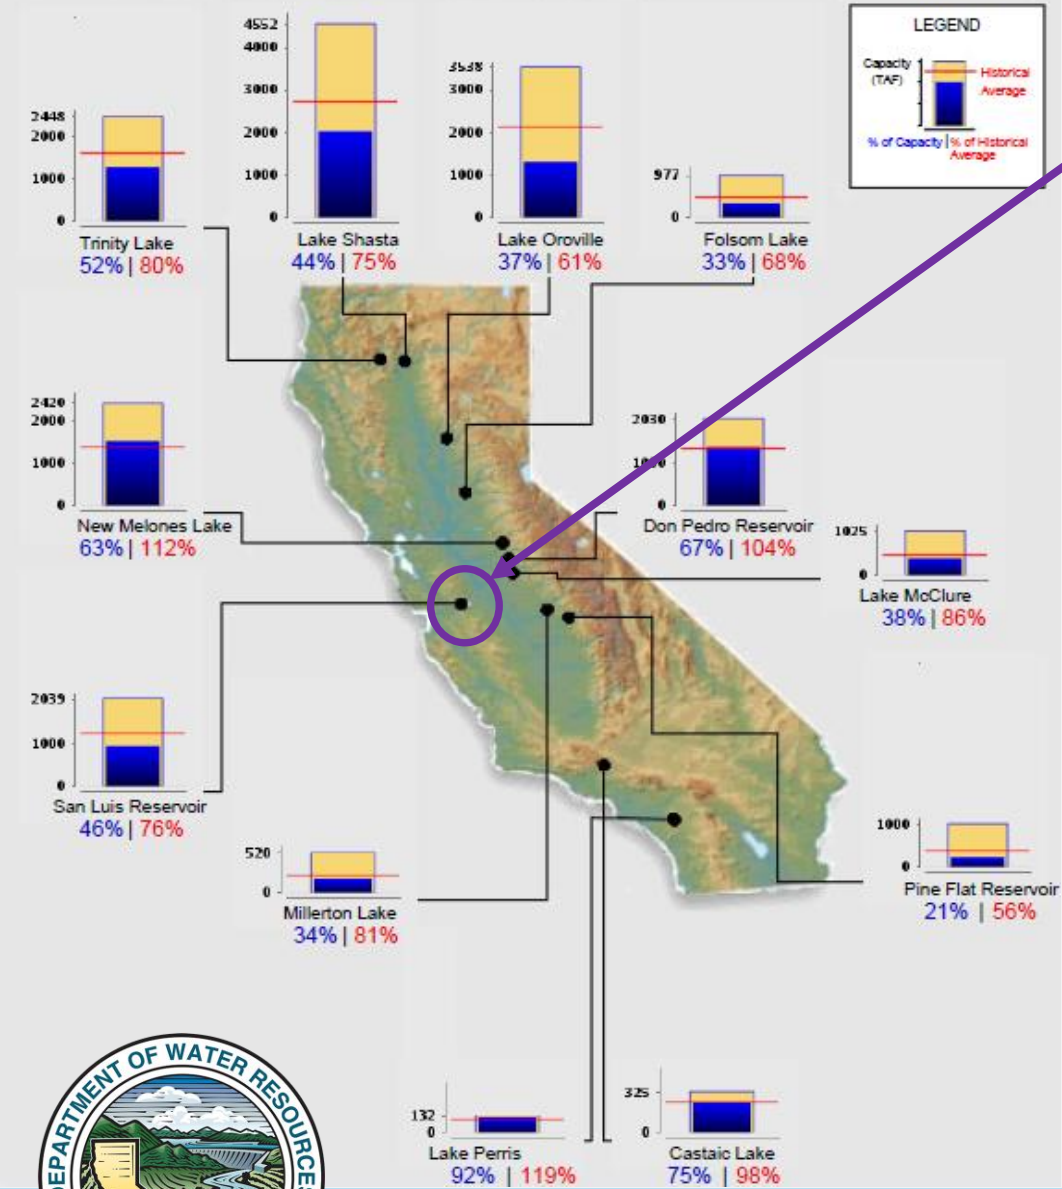 4552
4000
3000
2000
1000
0
Lake Shasta
44% | 75%
3538
3000
2000
1000
0
Lake Oroville
37% | 61%
LEGEND
Capacity
(TAF)
Historical
Average
% of Capacity | % of Historical
Average
2448
2000
1000
0
Trinity Lake
52% | 80%
977
0
Folsom Lake
33% | 68%
2420
2000
1000
0
New Melones Lake
63% | 112%
2030
1000
0
Don Pedro Reservoir
67% | 104%
1025
0
Lake McClure
38% | 86%
2039
1000
0
San Luis Reservoir
46% | 76%
520
0
Millerton Lake
34% | 81%
1000
0
Pine Flat Reservoir
21% | 56%
132
0
Lake Perris
92% | 119%
325
0
Castaic Lake
75% | 98%
DEPARTMENT OF WATER RESOURCES